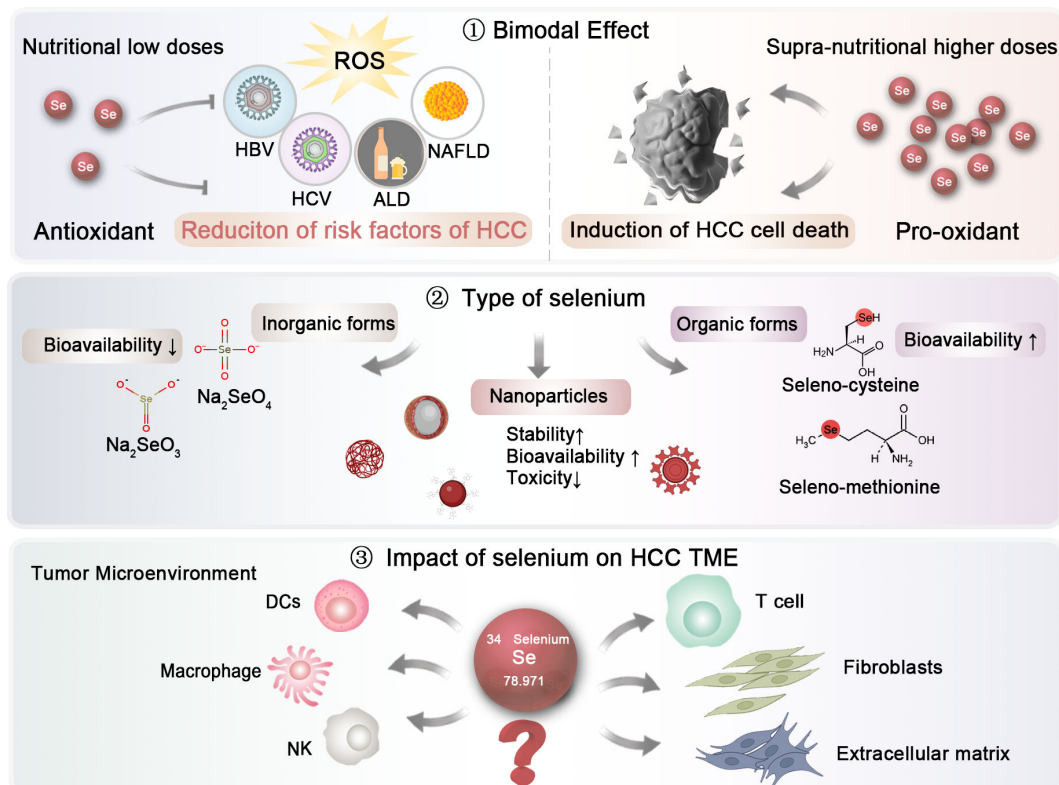 ① Bimodal Effect
Nutritional low doses
Se
Se
Se
Antioxidant
ROS
HBV
HCV
ALD
NAFLD
Reduciton of risk factors of HCC
Supra-nutritional higher doses
Se
Se
Se
Se
Se
Se
Se
Se
Se
Se
Se
Induction of HCC cell death
Pro-oxidant
② Type of selenium
Inorganic forms
Bioavailability ↓
O
O⁻ Se O⁻
O
Na₂SeO₄
O⁻ O⁻
Se
O
Na₂SeO₃
Nanoparticles
Stability↑
Bioavailability ↑
Toxicity↓
Organic forms
Bioavailability ↑
SeH
H
H₂N O
OH
Seleno-cysteine
Se O
H₃C OH
H NH₂
Seleno-methionine
③ Impact of selenium on HCC TME
Tumor Microenvironment
DCs
Macrophage
NK
34 Selenium
Se
78.971
?
T cell
Fibroblasts
Extracellular matrix